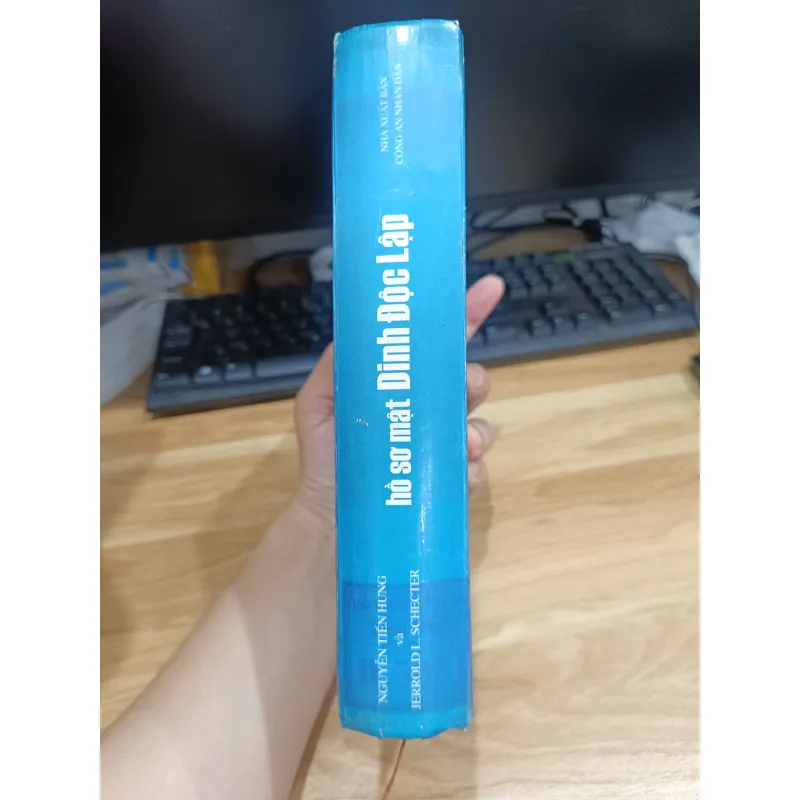 NGUYỄN TIẾN HƯNG
và
JERROLD L. SCHECTER
hồ sơ mật Dinh Độc Lập
NHÀ XUẤT BẢN
CÔNG AN NHÂN DÂN